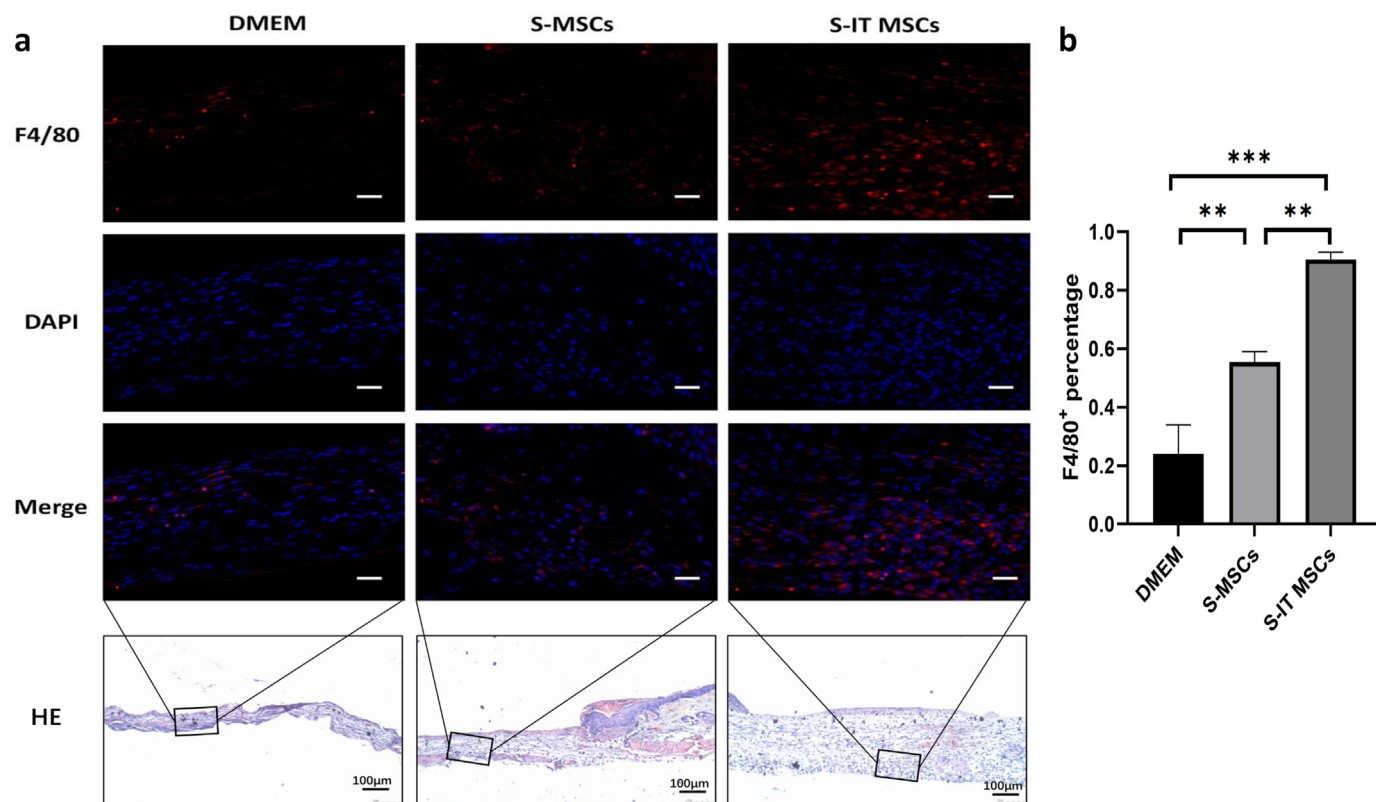 a
DMEM
S-MSCs
S-IT MSCs
F4/80
DAPI
Merge
HE
100μm
100μm
100μm
b
***
**
**
F4/80+ percentage
1.0
0.8
0.6
0.4
0.2
0.0
DMEM
S-MSCs
S-IT MSCs